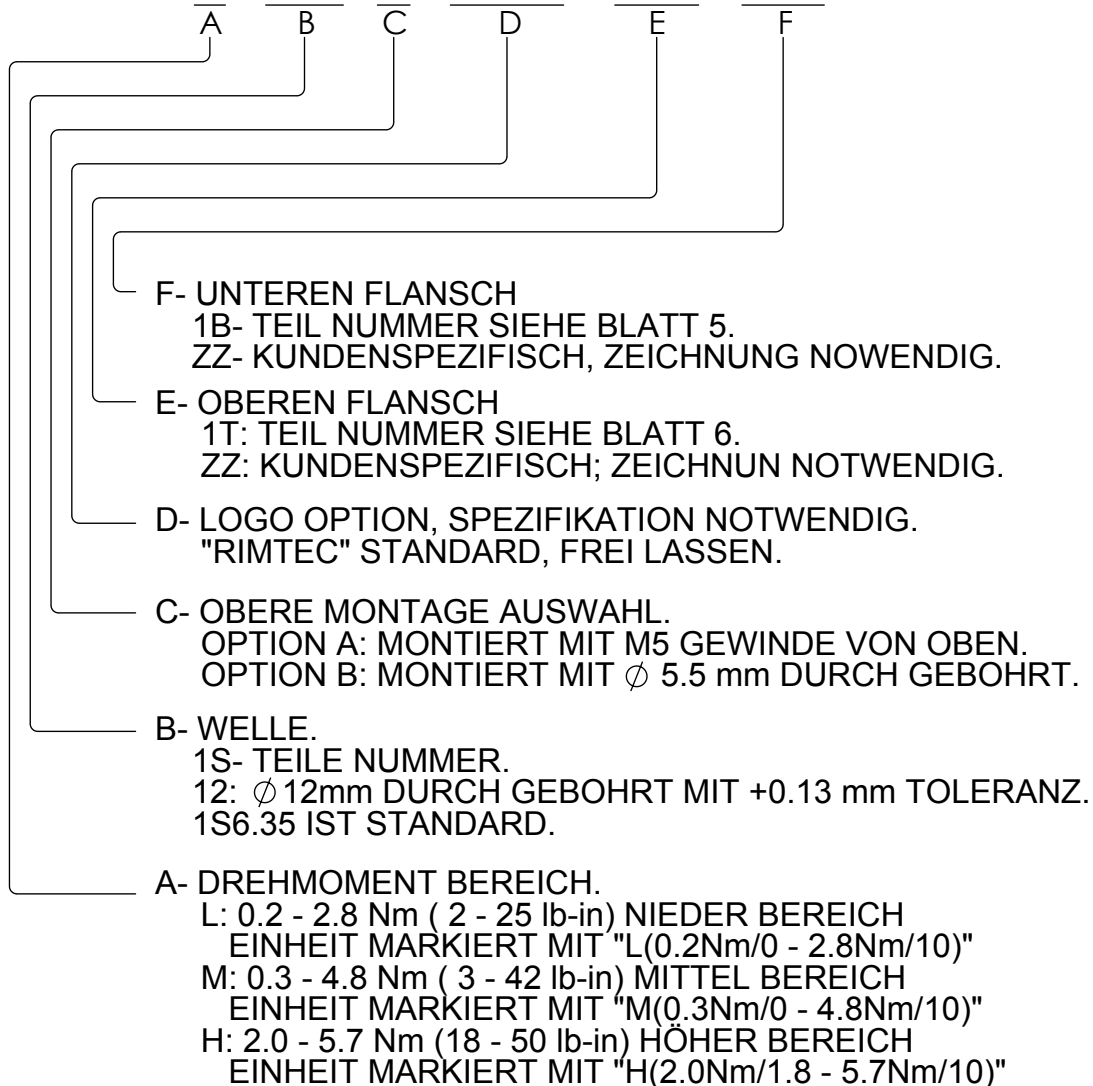 A B C D E F
F- UNTEREN FLANSCH
1B- TEIL NUMMER SIEHE BLATT 5.
ZZ- KUNDENSPEZIFISCH, ZEICHNUNG NOWENDIG.
E- OBEREN FLANSCH
1T: TEIL NUMMER SIEHE BLATT 6.
ZZ: KUNDENSPEZIFISCH; ZEICHNUN NOTWENDIG.
D- LOGO OPTION, SPEZIFIKATION NOTWENDIG.
"RIMTEC" STANDARD, FREI LASSEN.
C- OBERE MONTAGE AUSWAHL.
OPTION A: MONTIERT MIT M5 GEWINDE VON OBEN.
OPTION B: MONTIERT MIT ∅ 5.5 mm DURCH GEBOHRT.
B- WELLE.
1S- TEILE NUMMER.
12: ∅12mm DURCH GEBOHRT MIT +0.13 mm TOLERANZ.
1S6.35 IST STANDARD.
A- DREHMOMENT BEREICH.
L: 0.2 - 2.8 Nm ( 2 - 25 lb-in) NIEDER BEREICH
EINHEIT MARKIERT MIT "L(0.2Nm/0 - 2.8Nm/10)"
M: 0.3 - 4.8 Nm ( 3 - 42 lb-in) MITTEL BEREICH
EINHEIT MARKIERT MIT "M(0.3Nm/0 - 4.8Nm/10)"
H: 2.0 - 5.7 Nm (18 - 50 lb-in) HÖHER BEREICH
EINHEIT MARKIERT MIT "H(2.0Nm/1.8 - 5.7Nm/10)"